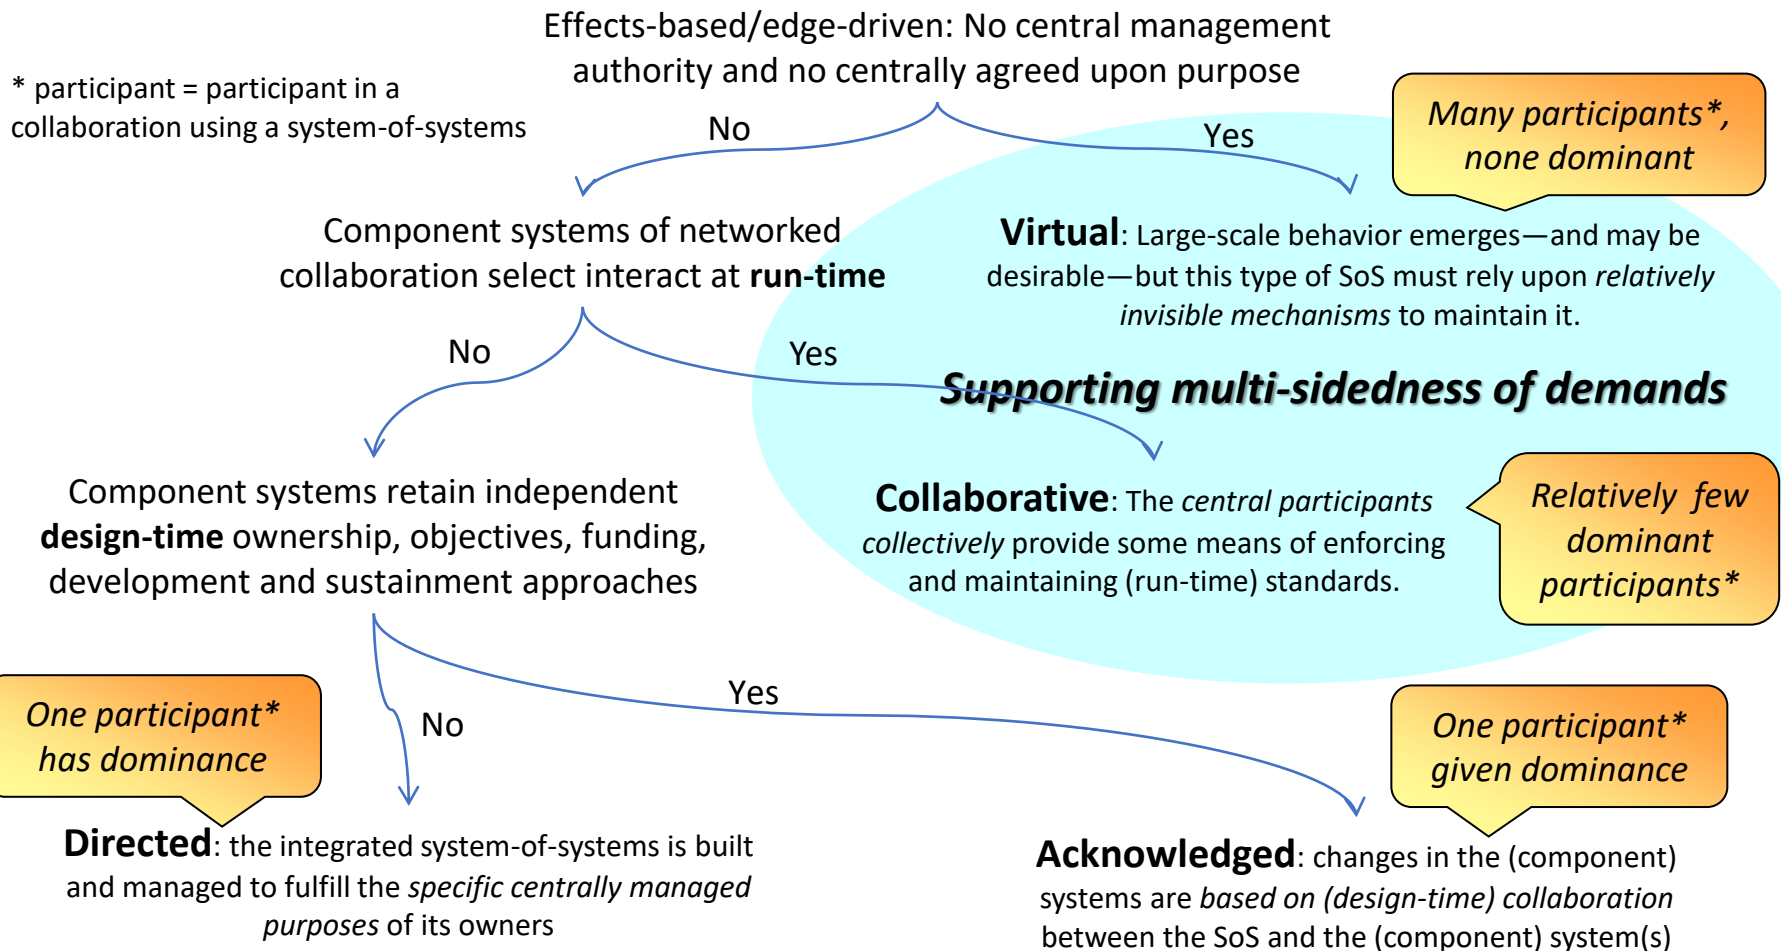 Effects-based/edge-driven: No central management
authority and no centrally agreed upon purpose
* participant = participant in a
collaboration using a system-of-systems
No
Yes
Many participants*,
none dominant
Component systems of networked
collaboration select interact at run-time
Virtual: Large-scale behavior emerges—and may be
desirable—but this type of SoS must rely upon relatively
invisible mechanisms to maintain it.
No
Yes
Supporting multi-sidedness of demands
Component systems retain independent
design-time ownership, objectives, funding,
development and sustainment approaches
Collaborative: The central participants
collectively provide some means of enforcing
and maintaining (run-time) standards.
Relatively few
dominant
participants*
One participant*
has dominance
No
Yes
One participant*
given dominance
Directed: the integrated system-of-systems is built
and managed to fulfill the specific centrally managed
purposes of its owners
Acknowledged: changes in the (component)
systems are based on (design-time) collaboration
between the SoS and the (component) system(s)